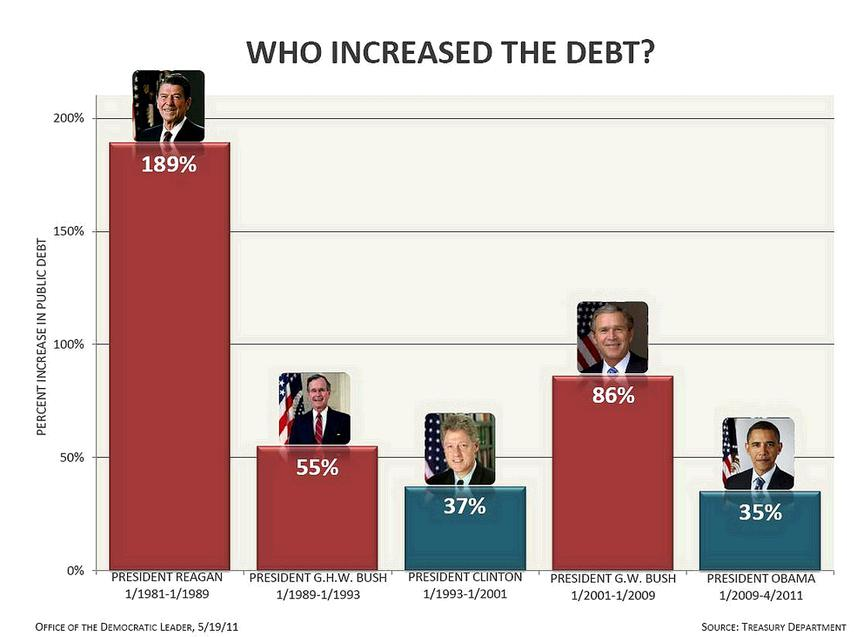 WHO INCREASED THE DEBT?
PERCENT INCREASE IN PUBLIC DEBT
200%
150%
100%
50%
0%
189%
55%
37%
86%
35%
PRESIDENT REAGAN
1/1981-1/1989
PRESIDENT G.H.W. BUSH
1/1989-1/1993
PRESIDENT CLINTON
1/1993-1/2001
PRESIDENT G.W. BUSH
1/2001-1/2009
PRESIDENT OBAMA
1/2009-4/2011
OFFICE OF THE DEMOCRATIC LEADER, 5/19/11
SOURCE: TREASURY DEPARTMENT